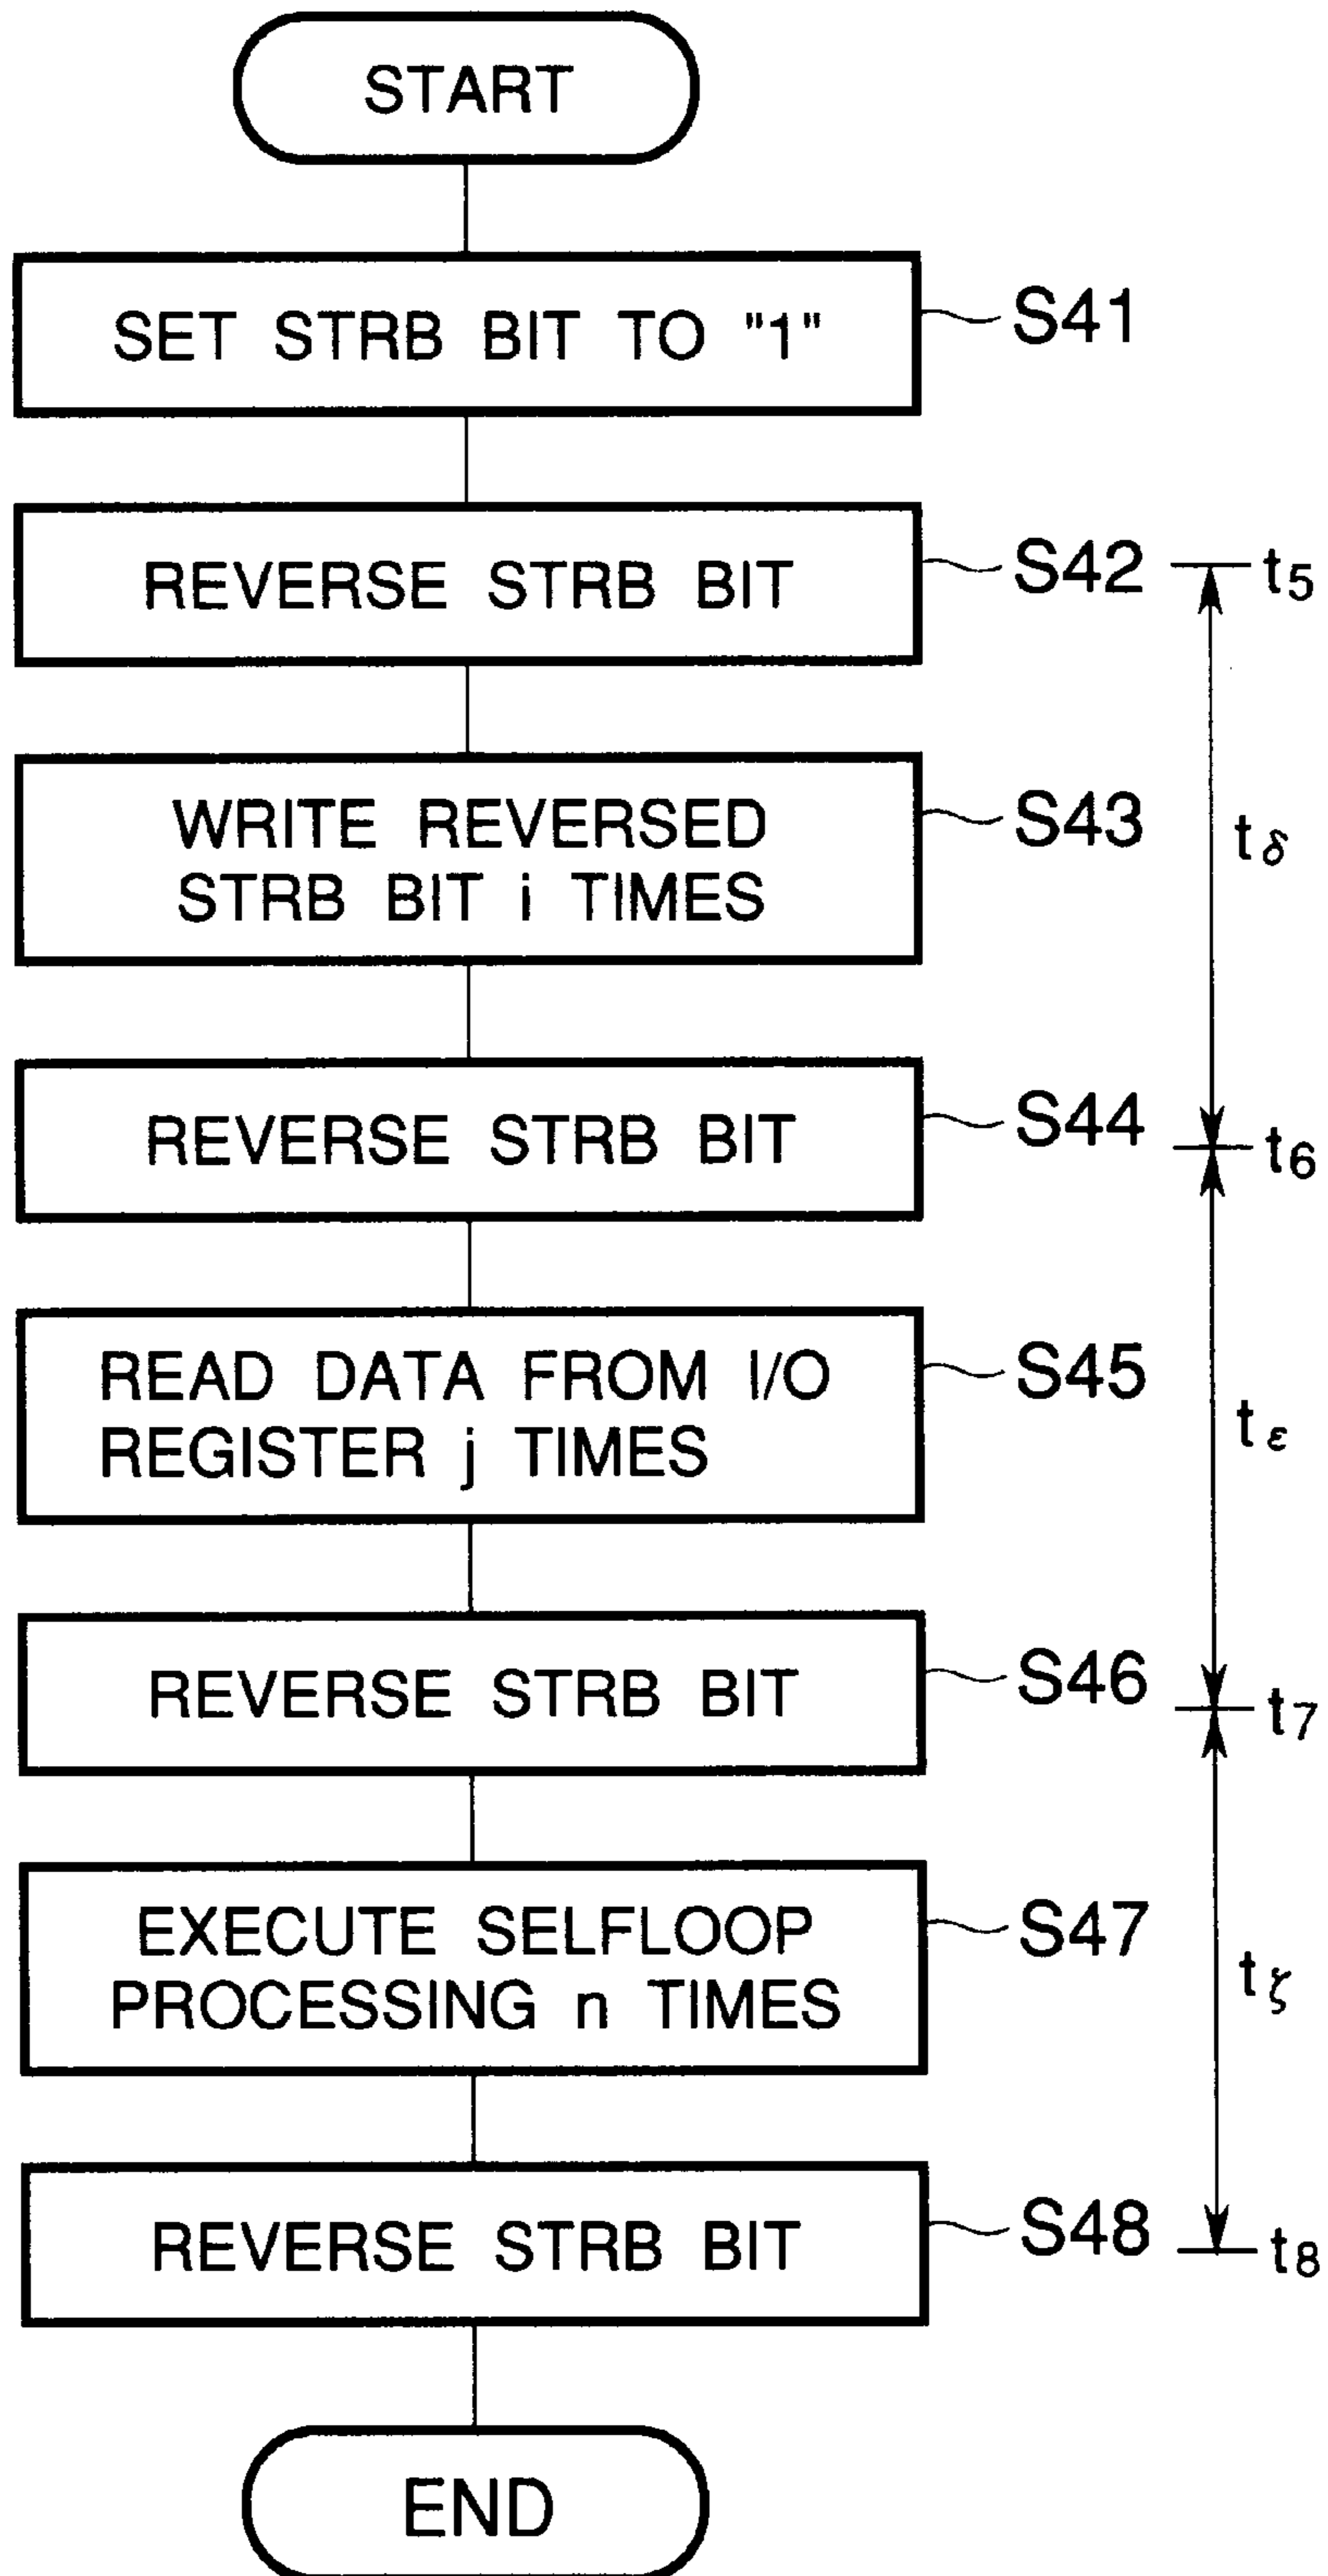 START
SET STRB BIT TO "1"
S41
REVERSE STRB BIT
S42
t5
WRITE REVERSED
STRB BIT i TIMES
S43
tδ
REVERSE STRB BIT
S44
t6
READ DATA FROM I/O
REGISTER j TIMES
S45
tε
REVERSE STRB BIT
S46
t7
EXECUTE SELFLOOP
PROCESSING n TIMES
S47
tζ
REVERSE STRB BIT
S48
t8
END